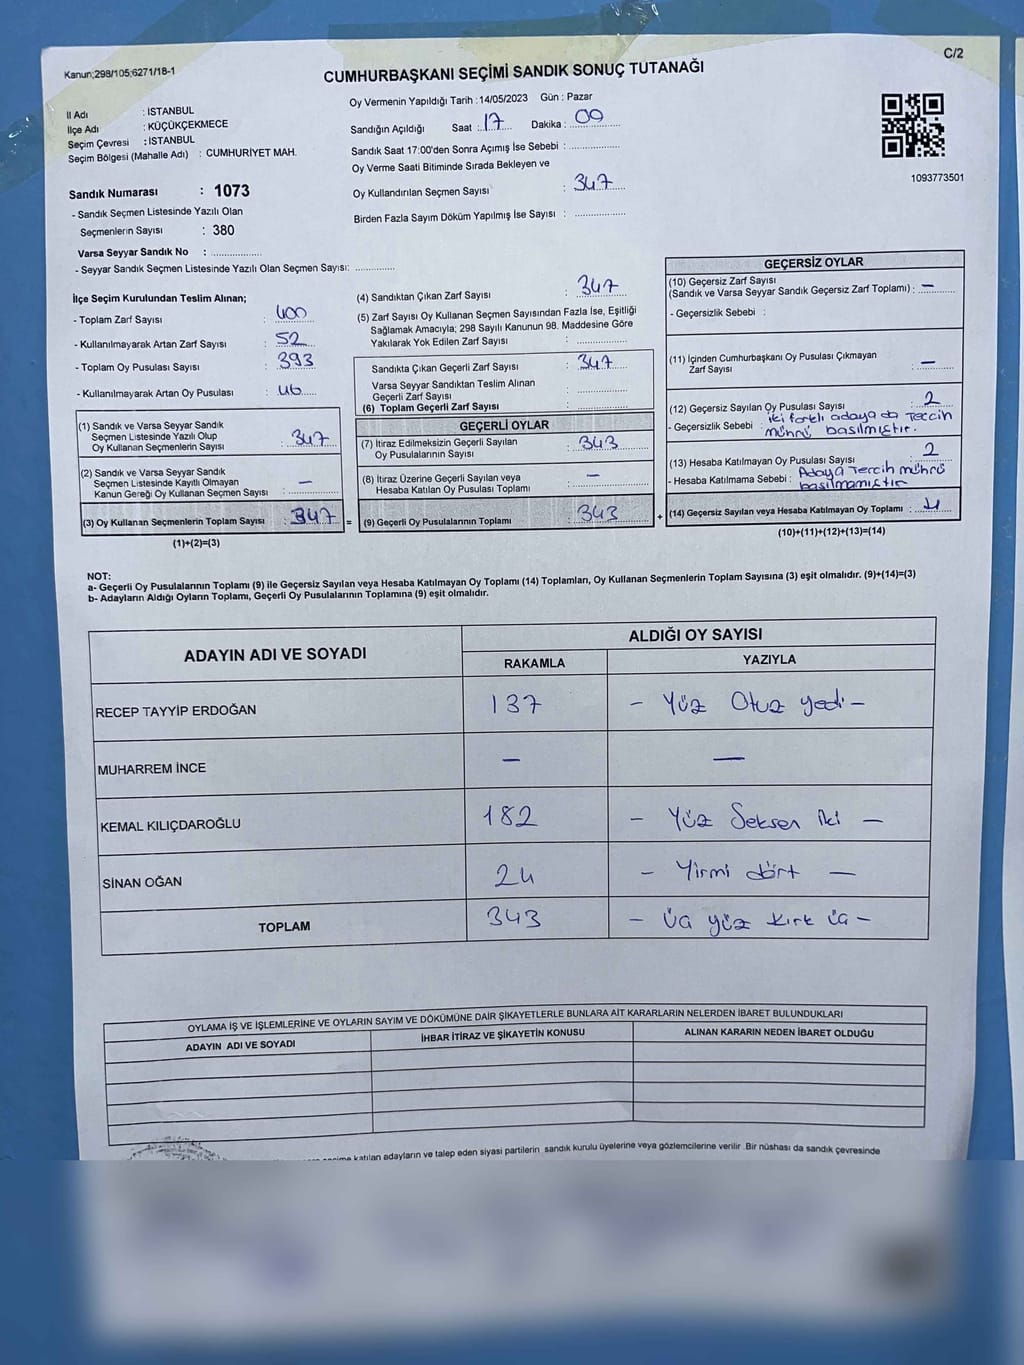 Kanun;298/105;6271/18-1
C/2
CUMHURBAŞKANI SEÇİMİ SANDIK SONUÇ TUTANAĞI
İl Adı : İSTANBUL
İlçe Adı : KÜÇÜKÇEKMECE
Seçim Çevresi : İSTANBUL
Seçim Bölgesi (Mahalle Adı) : CUMHURİYET MAH.
Sandık Numarası : 1073
- Sandık Seçmen Listesinde Yazılı Olan
Seçmenlerin Sayısı : 380
Varsa Seyyar Sandık No : ..................
- Seyyar Sandık Seçmen Listesinde Yazılı Olan Seçmen Sayısı: .............
Oy Vermenin Yapıldığı Tarih : 14/05/2023 Gün : Pazar
Sandığın Açıldığı Saat : 17 Dakika : 09
Sandık Saat 17:00'den Sonra Açımış İse Sebebi : ..................
Oy Verme Saati Bitiminde Sırada Bekleyen ve
Oy Kullandırılan Seçmen Sayısı : 347
Birden Fazla Sayım Döküm Yapılmış İse Sayısı : ..................
1093773501
İlçe Seçim Kurulundan Teslim Alınan;
- Toplam Zarf Sayısı : 400
- Kullanılmayarak Artan Zarf Sayısı : 52
- Toplam Oy Pusulası Sayısı : 393
- Kullanılmayarak Artan Oy Pusulası : 46
(1) Sandık ve Varsa Seyyar Sandık
Seçmen Listesinde Yazılı Olup
Oy Kullanan Seçmenlerin Sayısı : 347
(2) Sandık ve Varsa Seyyar Sandık
Seçmen Listesinde Kayıtlı Olmayan
Kanun Gereği Oy Kullanan Seçmen Sayısı : —
(3) Oy Kullanan Seçmenlerin Toplam Sayısı : 347 =
(1)+(2)=(3)
(4) Sandıktan Çıkan Zarf Sayısı : 347
(5) Zarf Sayısı Oy Kullanan Seçmen Sayısından Fazla İse, Eşitliği
Sağlamak Amacıyla; 298 Sayılı Kanunun 98. Maddesine Göre
Yakılarak Yok Edilen Zarf Sayısı : ..................
Sandıkta Çıkan Geçerli Zarf Sayısı : 347
Varsa Seyyar Sandıktan Teslim Alınan
Geçerli Zarf Sayısı : ..................
(6) Toplam Geçerli Zarf Sayısı : ..................
GEÇERLİ OYLAR
(7) İtiraz Edilmeksizin Geçerli Sayılan
Oy Pusulalarının Sayısı : 343
(8) İtiraz Üzerine Geçerli Sayılan veya
Hesaba Katılan Oy Pusulası Toplamı : —
(9) Geçerli Oy Pusulalarının Toplamı : 343 +
GEÇERSİZ OYLAR
(10) Geçersiz Zarf Sayısı
(Sandık ve Varsa Seyyar Sandık Geçersiz Zarf Toplamı) : —
- Geçersizlik Sebebi :
(11) İçinden Cumhurbaşkanı Oy Pusulası Çıkmayan
Zarf Sayısı : —
(12) Geçersiz Sayılan Oy Pusulası Sayısı : 2
- Geçersizlik Sebebi : iki farklı adaya da Tercih
mührü basılmıştır.
(13) Hesaba Katılmayan Oy Pusulası Sayısı : 2
- Hesaba Katılmama Sebebi : Adaya Tercih mührü
basılmamıştır
(14) Geçersiz Sayılan veya Hesaba Katılmayan Oy Toplamı : 4
(10)+(11)+(12)+(13)=(14)
NOT:
a- Geçerli Oy Pusulalarının Toplamı (9) ile Geçersiz Sayılan veya Hesaba Katılmayan Oy Toplamı (14) Toplamları, Oy Kullanan Seçmenlerin Toplam Sayısına (3) eşit olmalıdır. (9)+(14)=(3)
b- Adayların Aldığı Oyların Toplamı, Geçerli Oy Pusulalarının Toplamına (9) eşit olmalıdır.
ADAYIN ADI VE SOYADI
ALDIĞI OY SAYISI
RAKAMLA YAZIYLA
RECEP TAYYİP ERDOĞAN 137 – Yüz Otuz yedi –
MUHARREM İNCE — —
KEMAL KILIÇDAROĞLU 182 – Yüz Seksen iki –
SİNAN OĞAN 24 – Yirmi dört –
TOPLAM 343 – Üç yüz kırk üç –
OYLAMA İŞ VE İŞLEMLERİNE VE OYLARIN SAYIM VE DÖKÜMÜNE DAİR ŞİKAYETLERLE BUNLARA AİT KARARLARIN NELERDEN İBARET BULUNDUKLARI
ADAYIN ADI VE SOYADI İHBAR İTİRAZ VE ŞİKAYETİN KONUSU ALINAN KARARIN NEDEN İBARET OLDUĞU
katılan adayların ve talep eden siyasi partilerin sandık kurulu üyelerine veya gözlemcilerine verilir .Bir nüshası da sandık çevresinde